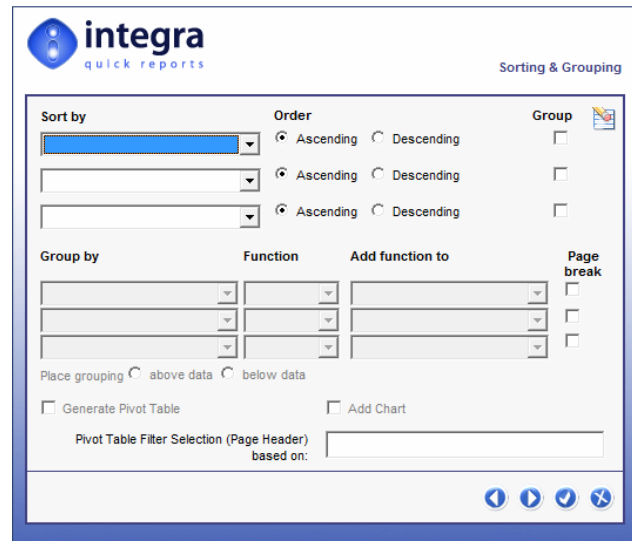 integra
quick reports
Sorting & Grouping
Sort by Order Group
Ascending Descending
Ascending Descending
Ascending Descending
Group by Function Add function to Page
break
Place grouping above data below data
Generate Pivot Table Add Chart
Pivot Table Filter Selection (Page Header)
based on: